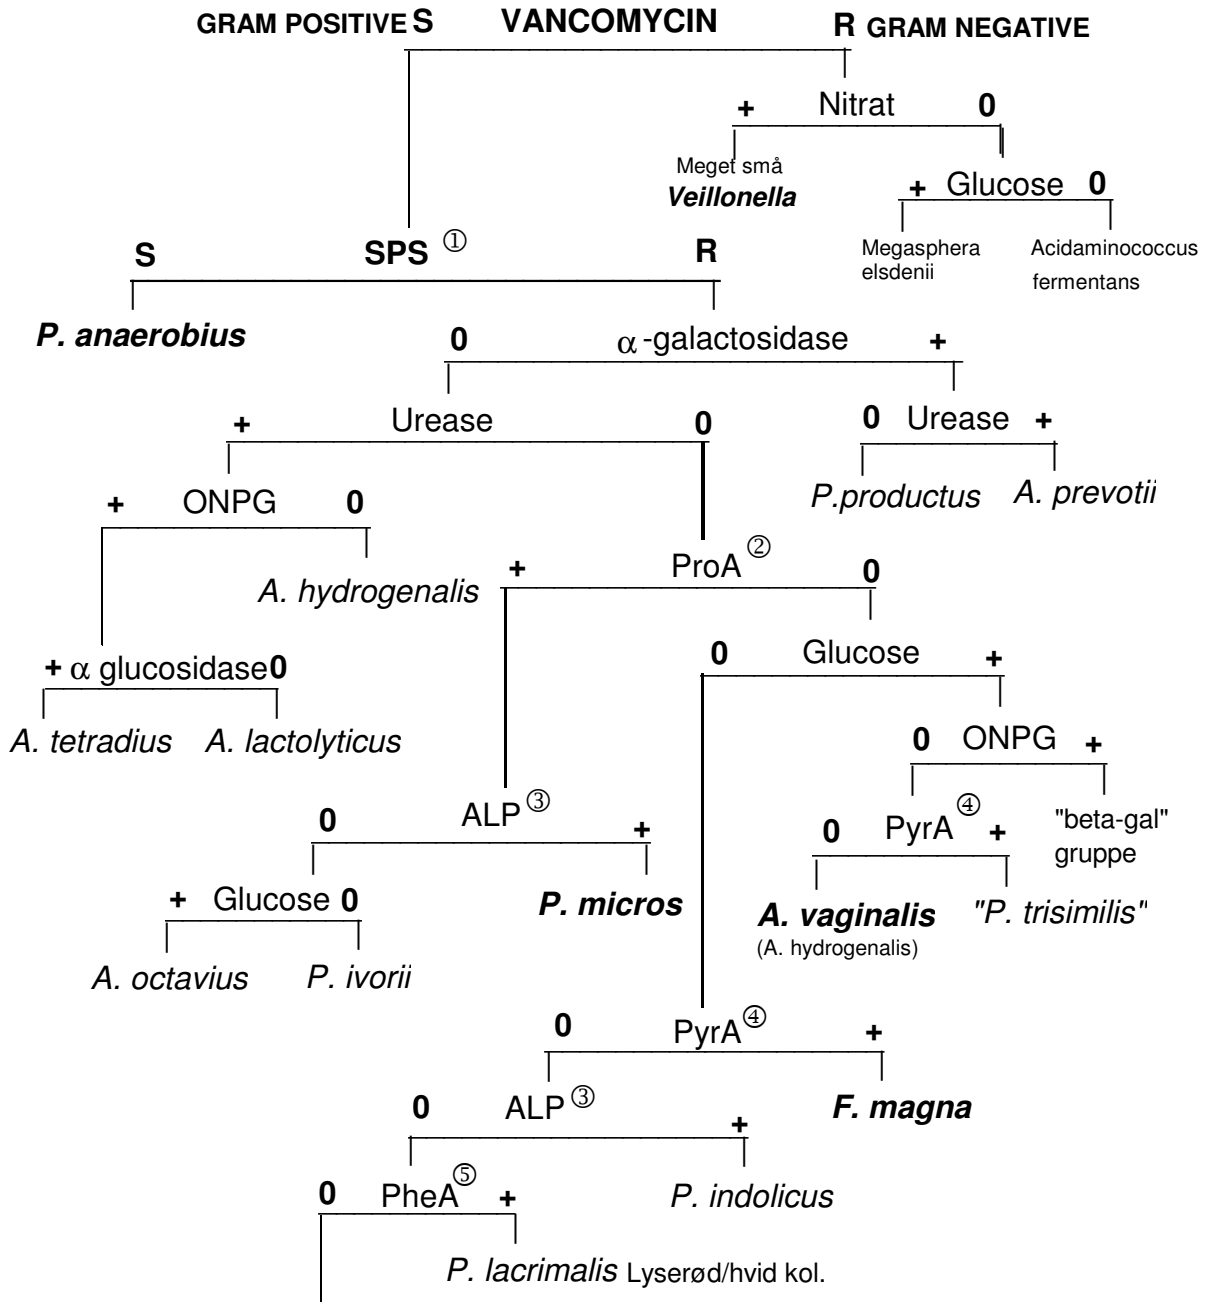 GRAM POSITIVE S VANCOMYCIN R GRAM NEGATIVE
+ Nitrat 0
Meget små
Veillonella
+ Glucose 0
Megasphera
elsdenii
Acidaminococcus
fermentans
S SPS ① R
P. anaerobius
0 α-galactosidase +
+ Urease 0
0 Urease +
P.productus A. prevotii
+ ONPG 0
A. hydrogenalis
+ ProA ② 0
+ α glucosidase 0
A. tetradius A. lactolyticus
0 Glucose +
0 ONPG +
"beta-gal"
gruppe
0 PyrA ④ +
A. vaginalis "P. trisimilis"
(A. hydrogenalis)
0 ALP ③ +
P. micros
+ Glucose 0
A. octavius P. ivorii
0 PyrA ④ +
F. magna
0 ALP ③ +
P. indolicus
0 PheA ⑤ +
P. lacrimalis Lyserød/hvid kol.